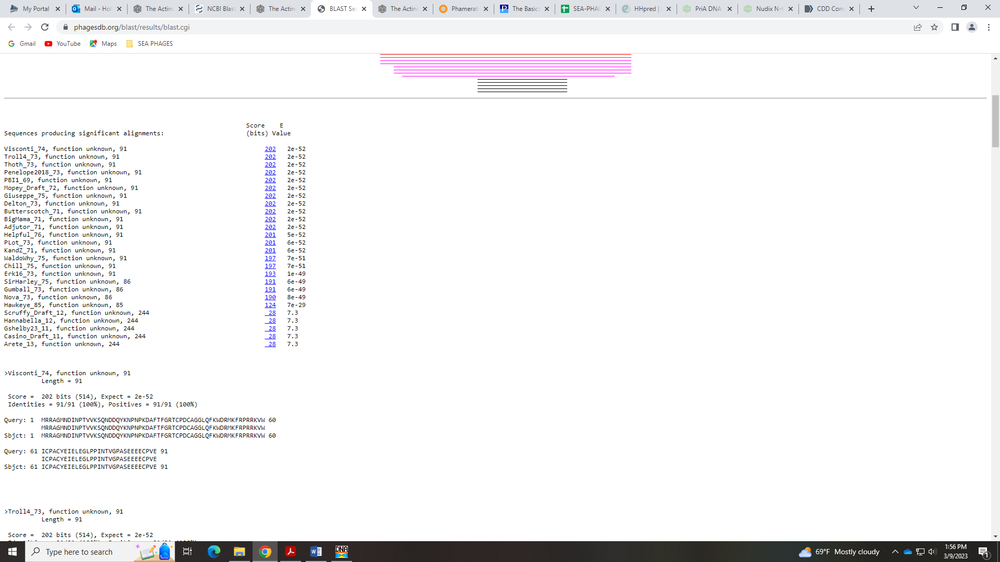 My Portal
Mail - Hol
The Actino
NCBI Blast
The Actino
BLAST Sea
The Actino
Phamerat
The Basics
SEA-PHAG
HHpred |
PriA DNA
Nudix N-t
CDD Cons
phagesdb.org/blast/results/blast.cgi
Gmail YouTube Maps SEA PHAGES
Score E
Sequences producing significant alignments: (bits) Value
Visconti_74, function unknown, 91 202 2e-52
Troll4_73, function unknown, 91 202 2e-52
Thoth_73, function unknown, 91 202 2e-52
Penelope2018_73, function unknown, 91 202 2e-52
PBI1_69, function unknown, 91 202 2e-52
Mopey_Draft_72, function unknown, 91 202 2e-52
Giuseppe_75, function unknown, 91 202 2e-52
Delton_73, function unknown, 91 202 2e-52
Butterscotch_71, function unknown, 91 202 2e-52
BigMama_71, function unknown, 91 202 2e-52
Adjutor_71, function unknown, 91 202 2e-52
Helpful_76, function unknown, 91 201 5e-52
PLot_73, function unknown, 91 201 6e-52
KandZ_71, function unknown, 91 201 6e-52
WaldoWhy_75, function unknown, 91 197 7e-51
Chill_75, function unknown, 91 197 7e-51
Erk16_73, function unknown, 91 193 1e-49
SirHarley_75, function unknown, 86 191 6e-49
Gumball_73, function unknown, 86 191 6e-49
Nova_73, function unknown, 86 190 8e-49
Hawkeye_85, function unknown, 85 124 7e-29
Scruffy_Draft_12, function unknown, 244 28 7.3
Hannabella_12, function unknown, 244 28 7.3
Gshelby23_11, function unknown, 244 28 7.3
Casino_Draft_11, function unknown, 244 28 7.3
Arete_13, function unknown, 244 28 7.3
>Visconti_74, function unknown, 91
Length = 91
Score = 202 bits (514), Expect = 2e-52
Identities = 91/91 (100%), Positives = 91/91 (100%)
Query: 1 MRRAGMNDINPTVVKSQNDDQYKNPNPKDAFTFGRTCPDCAGGLQFKWDRMKFRPRRKVW 60
MRRAGMNDINPTVVKSQNDDQYKNPNPKDAFTFGRTCPDCAGGLQFKWDRMKFRPRRKVW
Sbjct: 1 MRRAGMNDINPTVVKSQNDDQYKNPNPKDAFTFGRTCPDCAGGLQFKWDRMKFRPRRKVW 60
Query: 61 ICPACYEIELEGLPPINTVGPASEEEECPVE 91
ICPACYEIELEGLPPINTVGPASEEEECPVE
Sbjct: 61 ICPACYEIELEGLPPINTVGPASEEEECPVE 91
>Troll4_73, function unknown, 91
Length = 91
Score = 202 bits (514), Expect = 2e-52
Type here to search
DNA
69°F Mostly cloudy
1:56 PM
3/9/2023
1